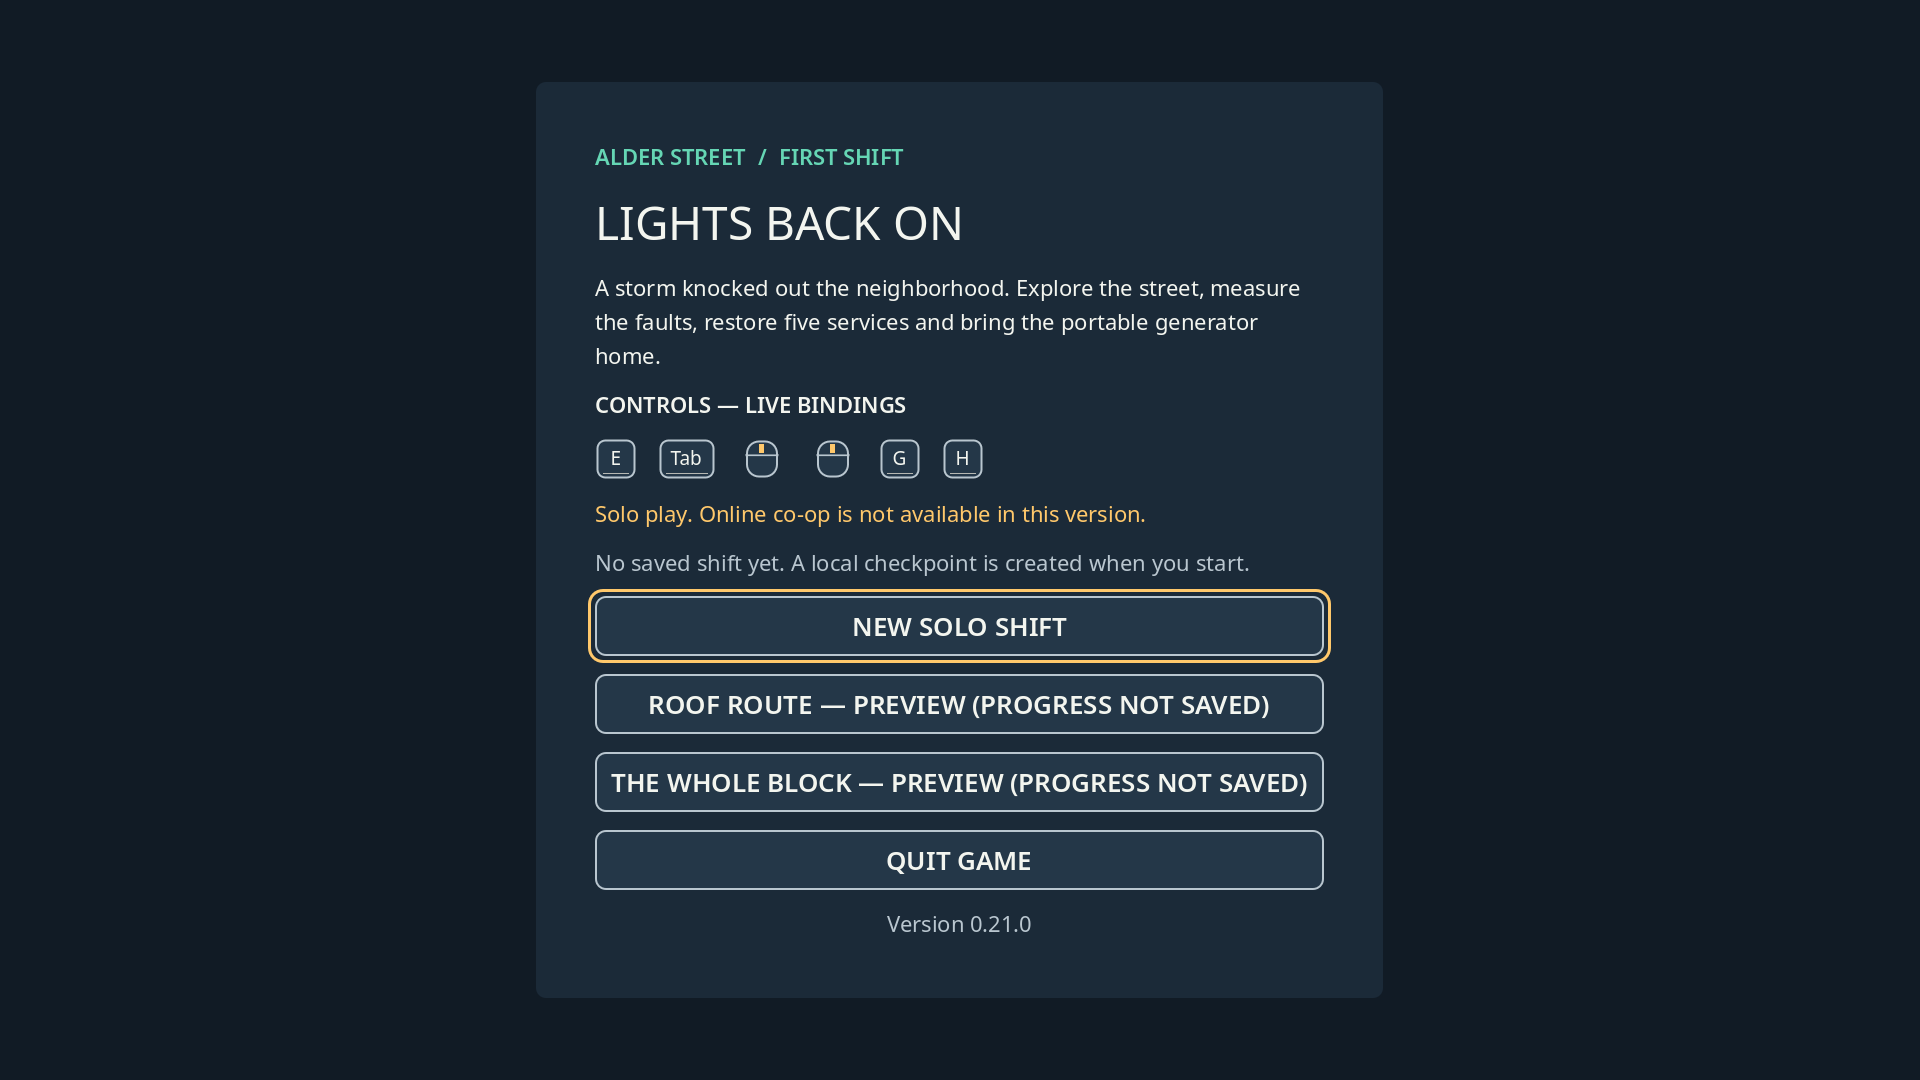 ALDER STREET / FIRST SHIFT
LIGHTS BACK ON
A storm knocked out the neighborhood. Explore the street, measure
the faults, restore five services and bring the portable generator
home.
CONTROLS — LIVE BINDINGS
E Tab G H
Solo play. Online co-op is not available in this version.
No saved shift yet. A local checkpoint is created when you start.
NEW SOLO SHIFT
ROOF ROUTE — PREVIEW (PROGRESS NOT SAVED)
THE WHOLE BLOCK — PREVIEW (PROGRESS NOT SAVED)
QUIT GAME
Version 0.21.0